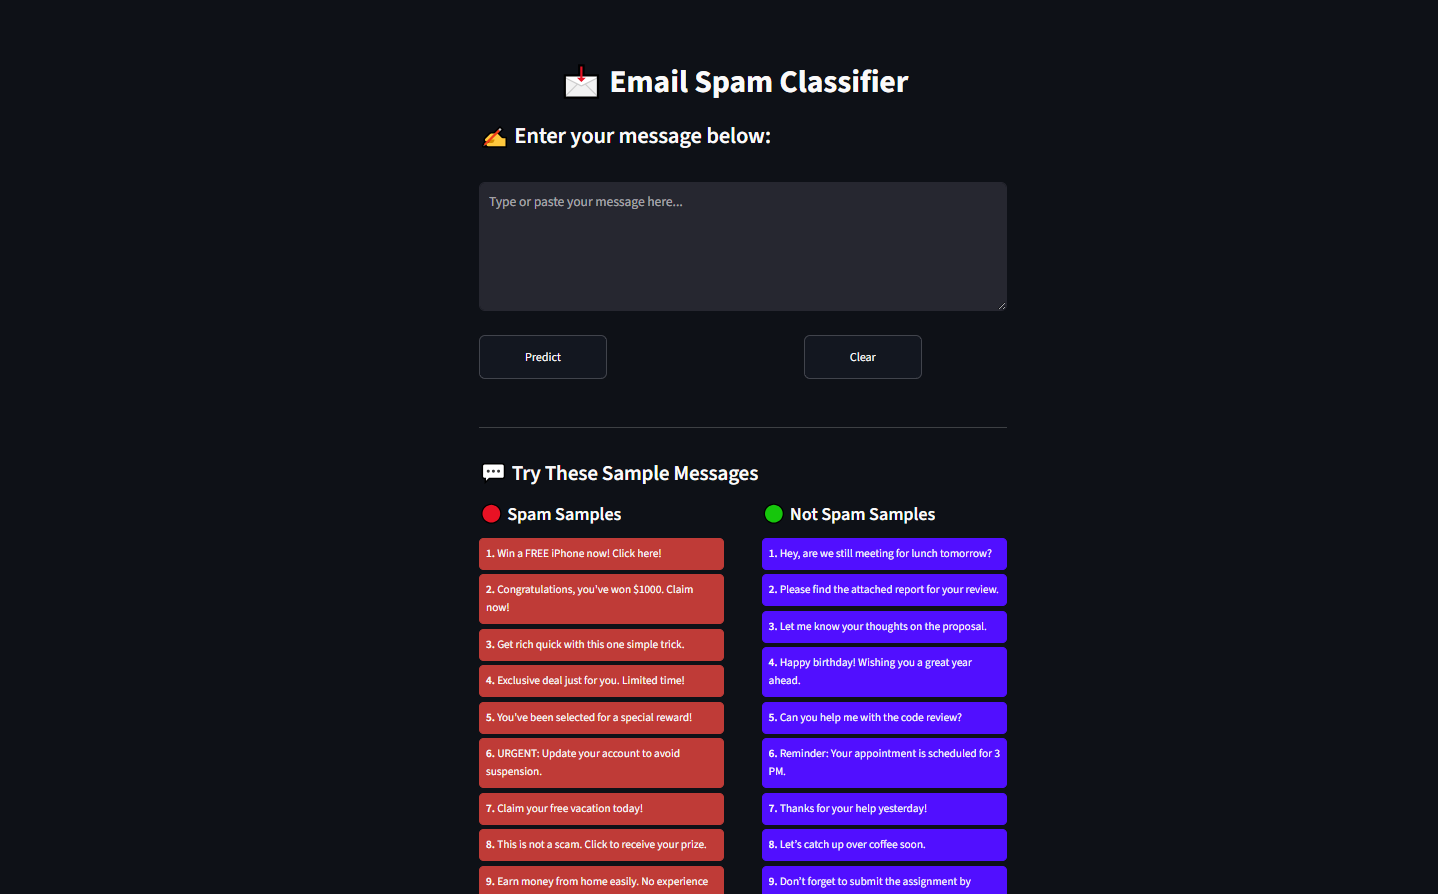 Email Spam Classifier
Enter your message below:
Type or paste your message here...
Predict
Clear
Try These Sample Messages
Spam Samples
1. Win a FREE iPhone now! Click here!
2. Congratulations, you've won $1000. Claim
now!
3. Get rich quick with this one simple trick.
4. Exclusive deal just for you. Limited time!
5. You've been selected for a special reward!
6. URGENT: Update your account to avoid
suspension.
7. Claim your free vacation today!
8. This is not a scam. Click to receive your prize.
9. Earn money from home easily. No experience
Not Spam Samples
1. Hey, are we still meeting for lunch tomorrow?
2. Please find the attached report for your review.
3. Let me know your thoughts on the proposal.
4. Happy birthday! Wishing you a great year
ahead.
5. Can you help me with the code review?
6. Reminder: Your appointment is scheduled for 3
PM.
7. Thanks for your help yesterday!
8. Let’s catch up over coffee soon.
9. Don’t forget to submit the assignment by